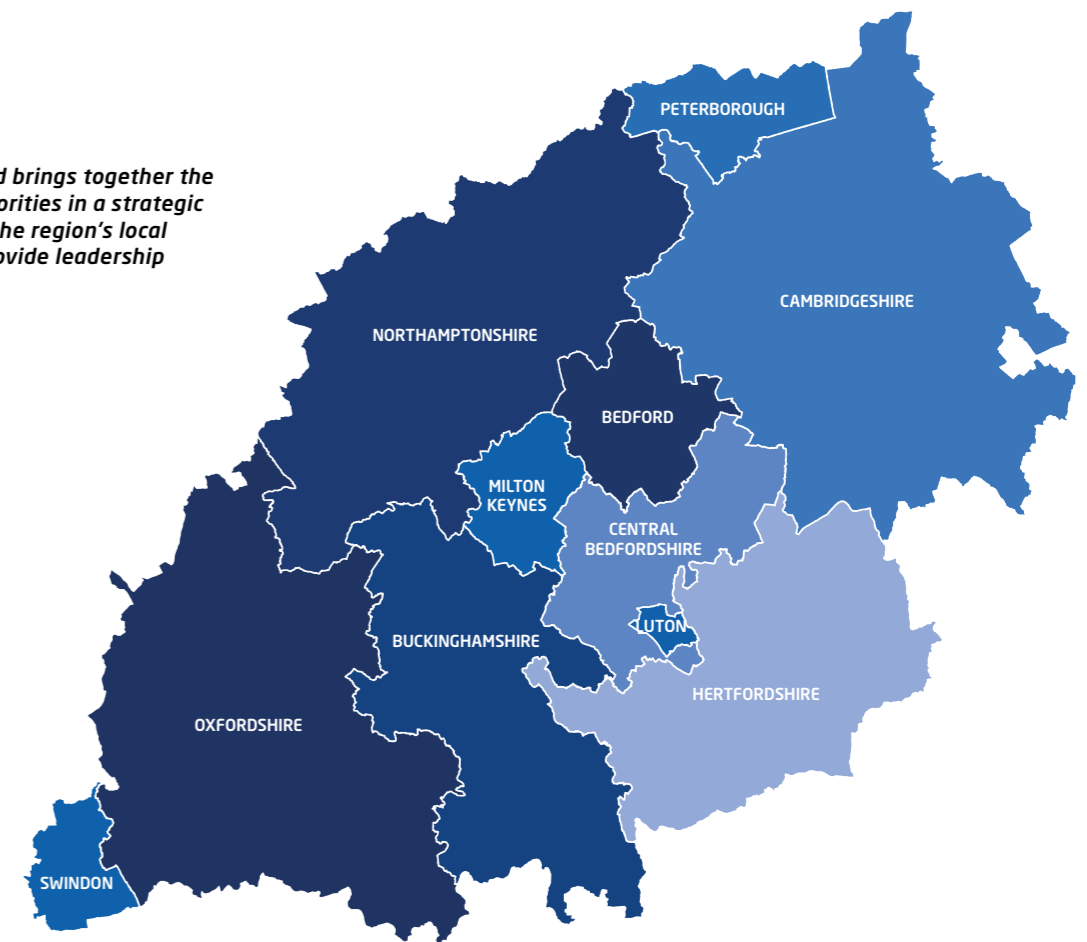 d brings together the
orities in a strategic
he region's local
ovide leadership
PETERBOROUGH
CAMBRIDGESHIRE
NORTHAMPTONSHIRE
BEDFORD
MILTON
KEYNES
CENTRAL
BEDFORDSHIRE
LUTON
BUCKINGHAMSHIRE
HERTFORDSHIRE
OXFORDSHIRE
SWINDON